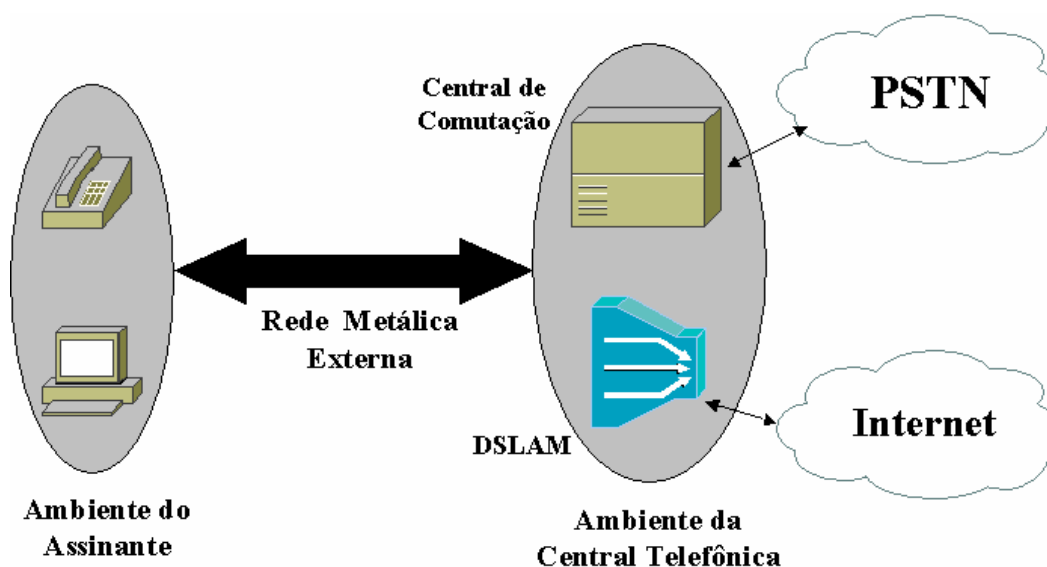 Central de
Comutação
PSTN
Rede Metálica
Externa
DSLAM
Internet
Ambiente do
Assinante
Ambiente da
Central Telefônica